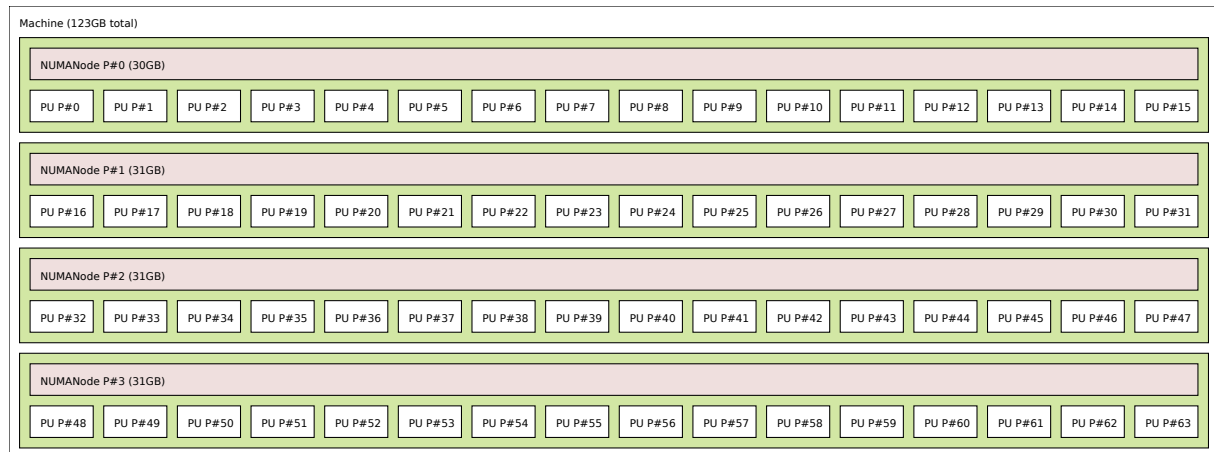 Machine (123GB total)
NUMANode P#0 (30GB)
PU P#0 PU P#1 PU P#2 PU P#3 PU P#4 PU P#5 PU P#6 PU P#7 PU P#8 PU P#9 PU P#10 PU P#11 PU P#12 PU P#13 PU P#14 PU P#15
NUMANode P#1 (31GB)
PU P#16 PU P#17 PU P#18 PU P#19 PU P#20 PU P#21 PU P#22 PU P#23 PU P#24 PU P#25 PU P#26 PU P#27 PU P#28 PU P#29 PU P#30 PU P#31
NUMANode P#2 (31GB)
PU P#32 PU P#33 PU P#34 PU P#35 PU P#36 PU P#37 PU P#38 PU P#39 PU P#40 PU P#41 PU P#42 PU P#43 PU P#44 PU P#45 PU P#46 PU P#47
NUMANode P#3 (31GB)
PU P#48 PU P#49 PU P#50 PU P#51 PU P#52 PU P#53 PU P#54 PU P#55 PU P#56 PU P#57 PU P#58 PU P#59 PU P#60 PU P#61 PU P#62 PU P#63